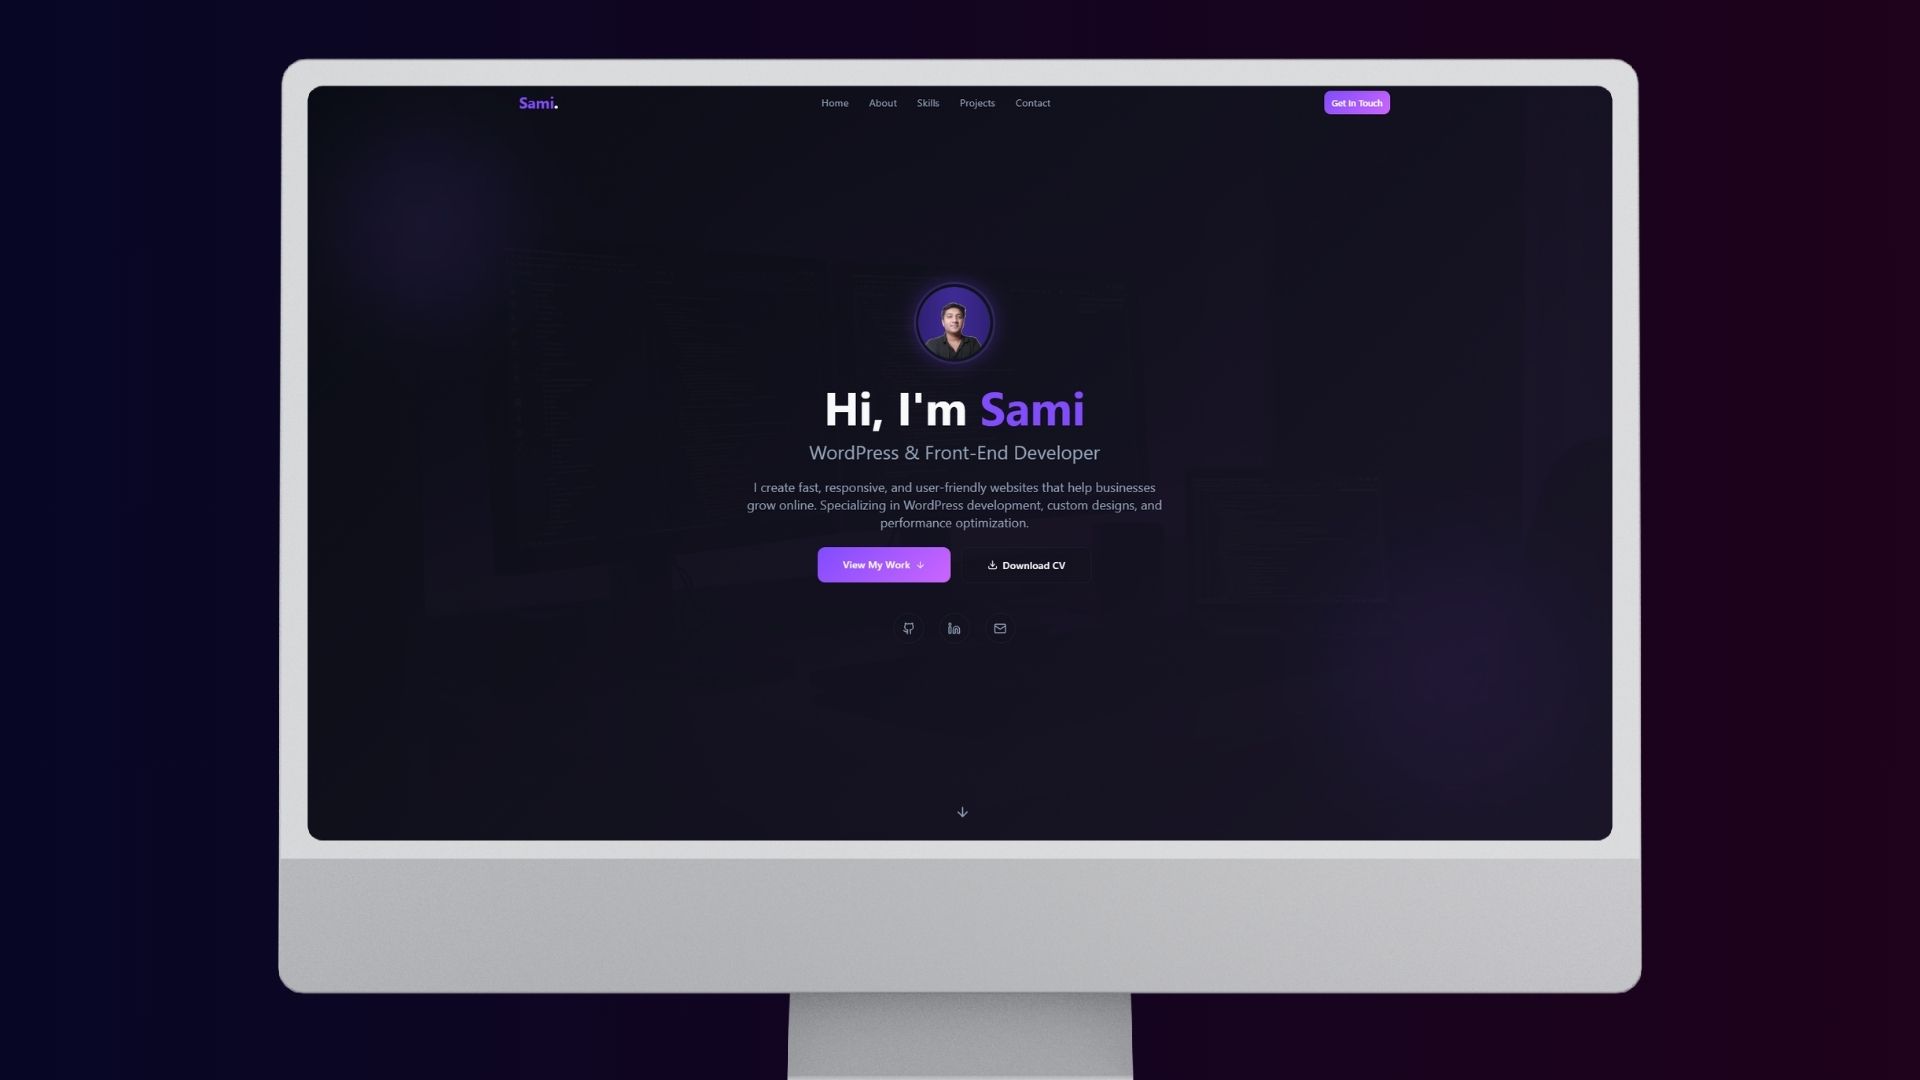 Sami.
Home About Skills Projects Contact
Get In Touch
Hi, I'm Sami
WordPress & Front-End Developer
I create fast, responsive, and user-friendly websites that help businesses
grow online. Specializing in WordPress development, custom designs, and
performance optimization.
View My Work
Download CV